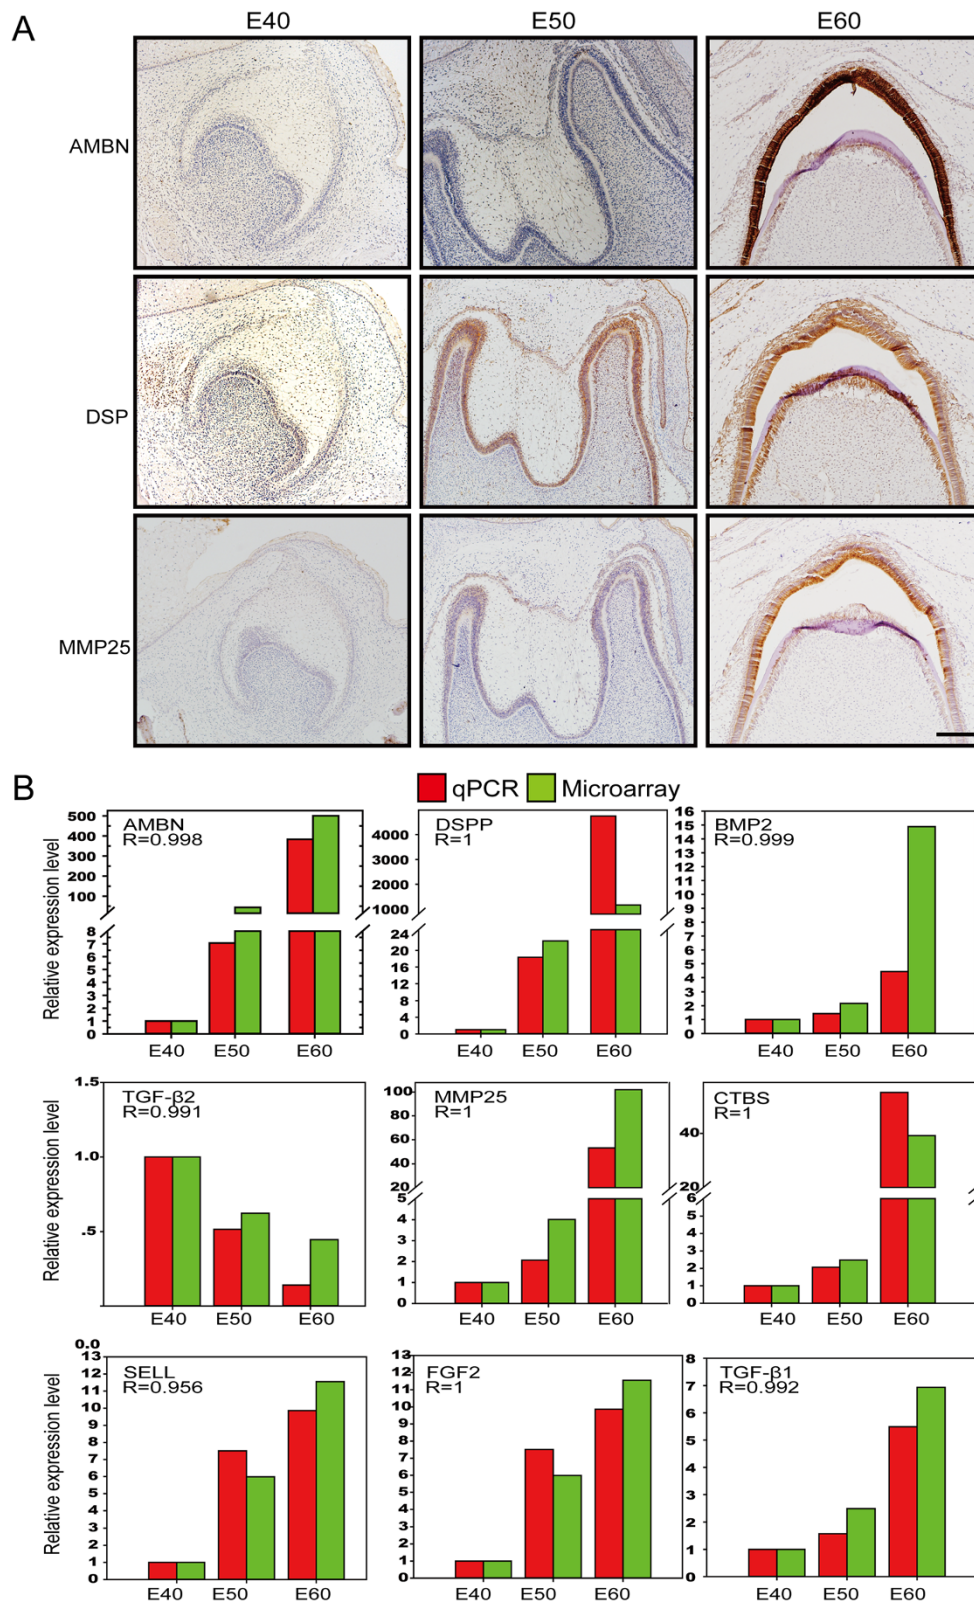 A
E40 E50 E60
AMBN
DSP
MMP25
B
qPCR Microarray
Relative expression level
AMBN
R=0.998
500
400
300
200
100
8
7
6
5
4
3
2
1
0
E40 E50 E60
DSPP
R=1
4000
3000
2000
1000
24
20
16
12
8
4
0
E40 E50 E60
BMP2
R=0.999
16
15
14
13
12
11
10
9
8
7
6
5
4
3
2
1
0
E40 E50 E60
Relative expression level
TGF-β2
R=0.991
1.5
1.0
.5
0.0
E40 E50 E60
MMP25
R=1
100
80
60
40
20
5
4
3
2
1
0
E40 E50 E60
CTBS
R=1
40
20
6
5
4
3
2
1
0
E40 E50 E60
Relative expression level
SELL
R=0.956
13
12
11
10
9
8
7
6
5
4
3
2
1
0
E40 E50 E60
FGF2
R=1
13
12
11
10
9
8
7
6
5
4
3
2
1
0
E40 E50 E60
TGF-β1
R=0.992
8
7
6
5
4
3
2
1
0
E40 E50 E60